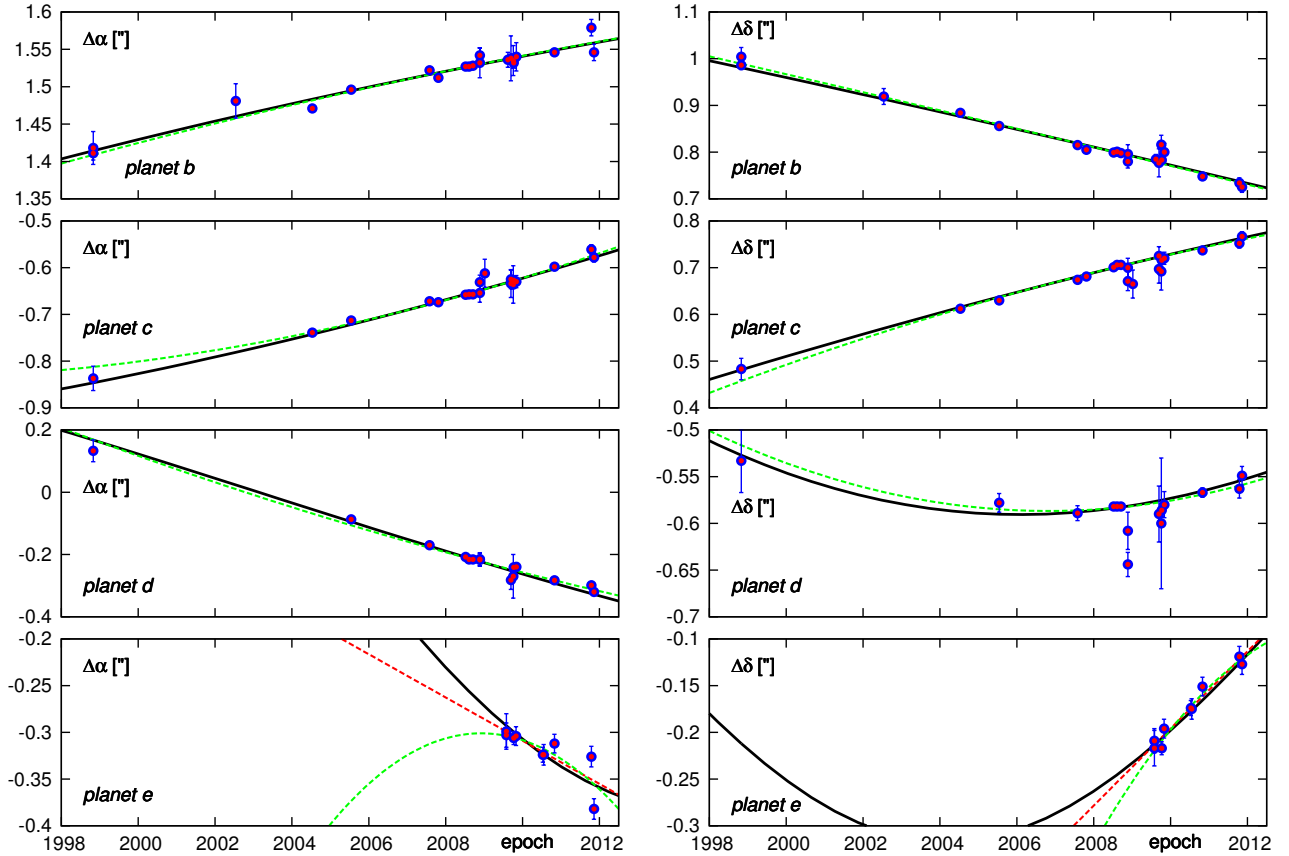 1.6
1.55
1.5
1.45
1.4
1.35
Δα ["]
planet b
1.1
1
0.9
0.8
0.7
Δδ ["]
planet b
-0.5
-0.6
-0.7
-0.8
-0.9
Δα ["]
planet c
0.8
0.7
0.6
0.5
0.4
Δδ ["]
planet c
0.2
0
-0.2
-0.4
Δα ["]
planet d
-0.5
-0.55
-0.6
-0.65
-0.7
Δδ ["]
planet d
-0.2
-0.25
-0.3
-0.35
-0.4
Δα ["]
planet e
1998 2000 2002 2004 2006 2008 epoch 2012
-0.1
-0.15
-0.2
-0.25
-0.3
Δδ ["]
planet e
1998 2000 2002 2004 2006 2008 epoch 2012